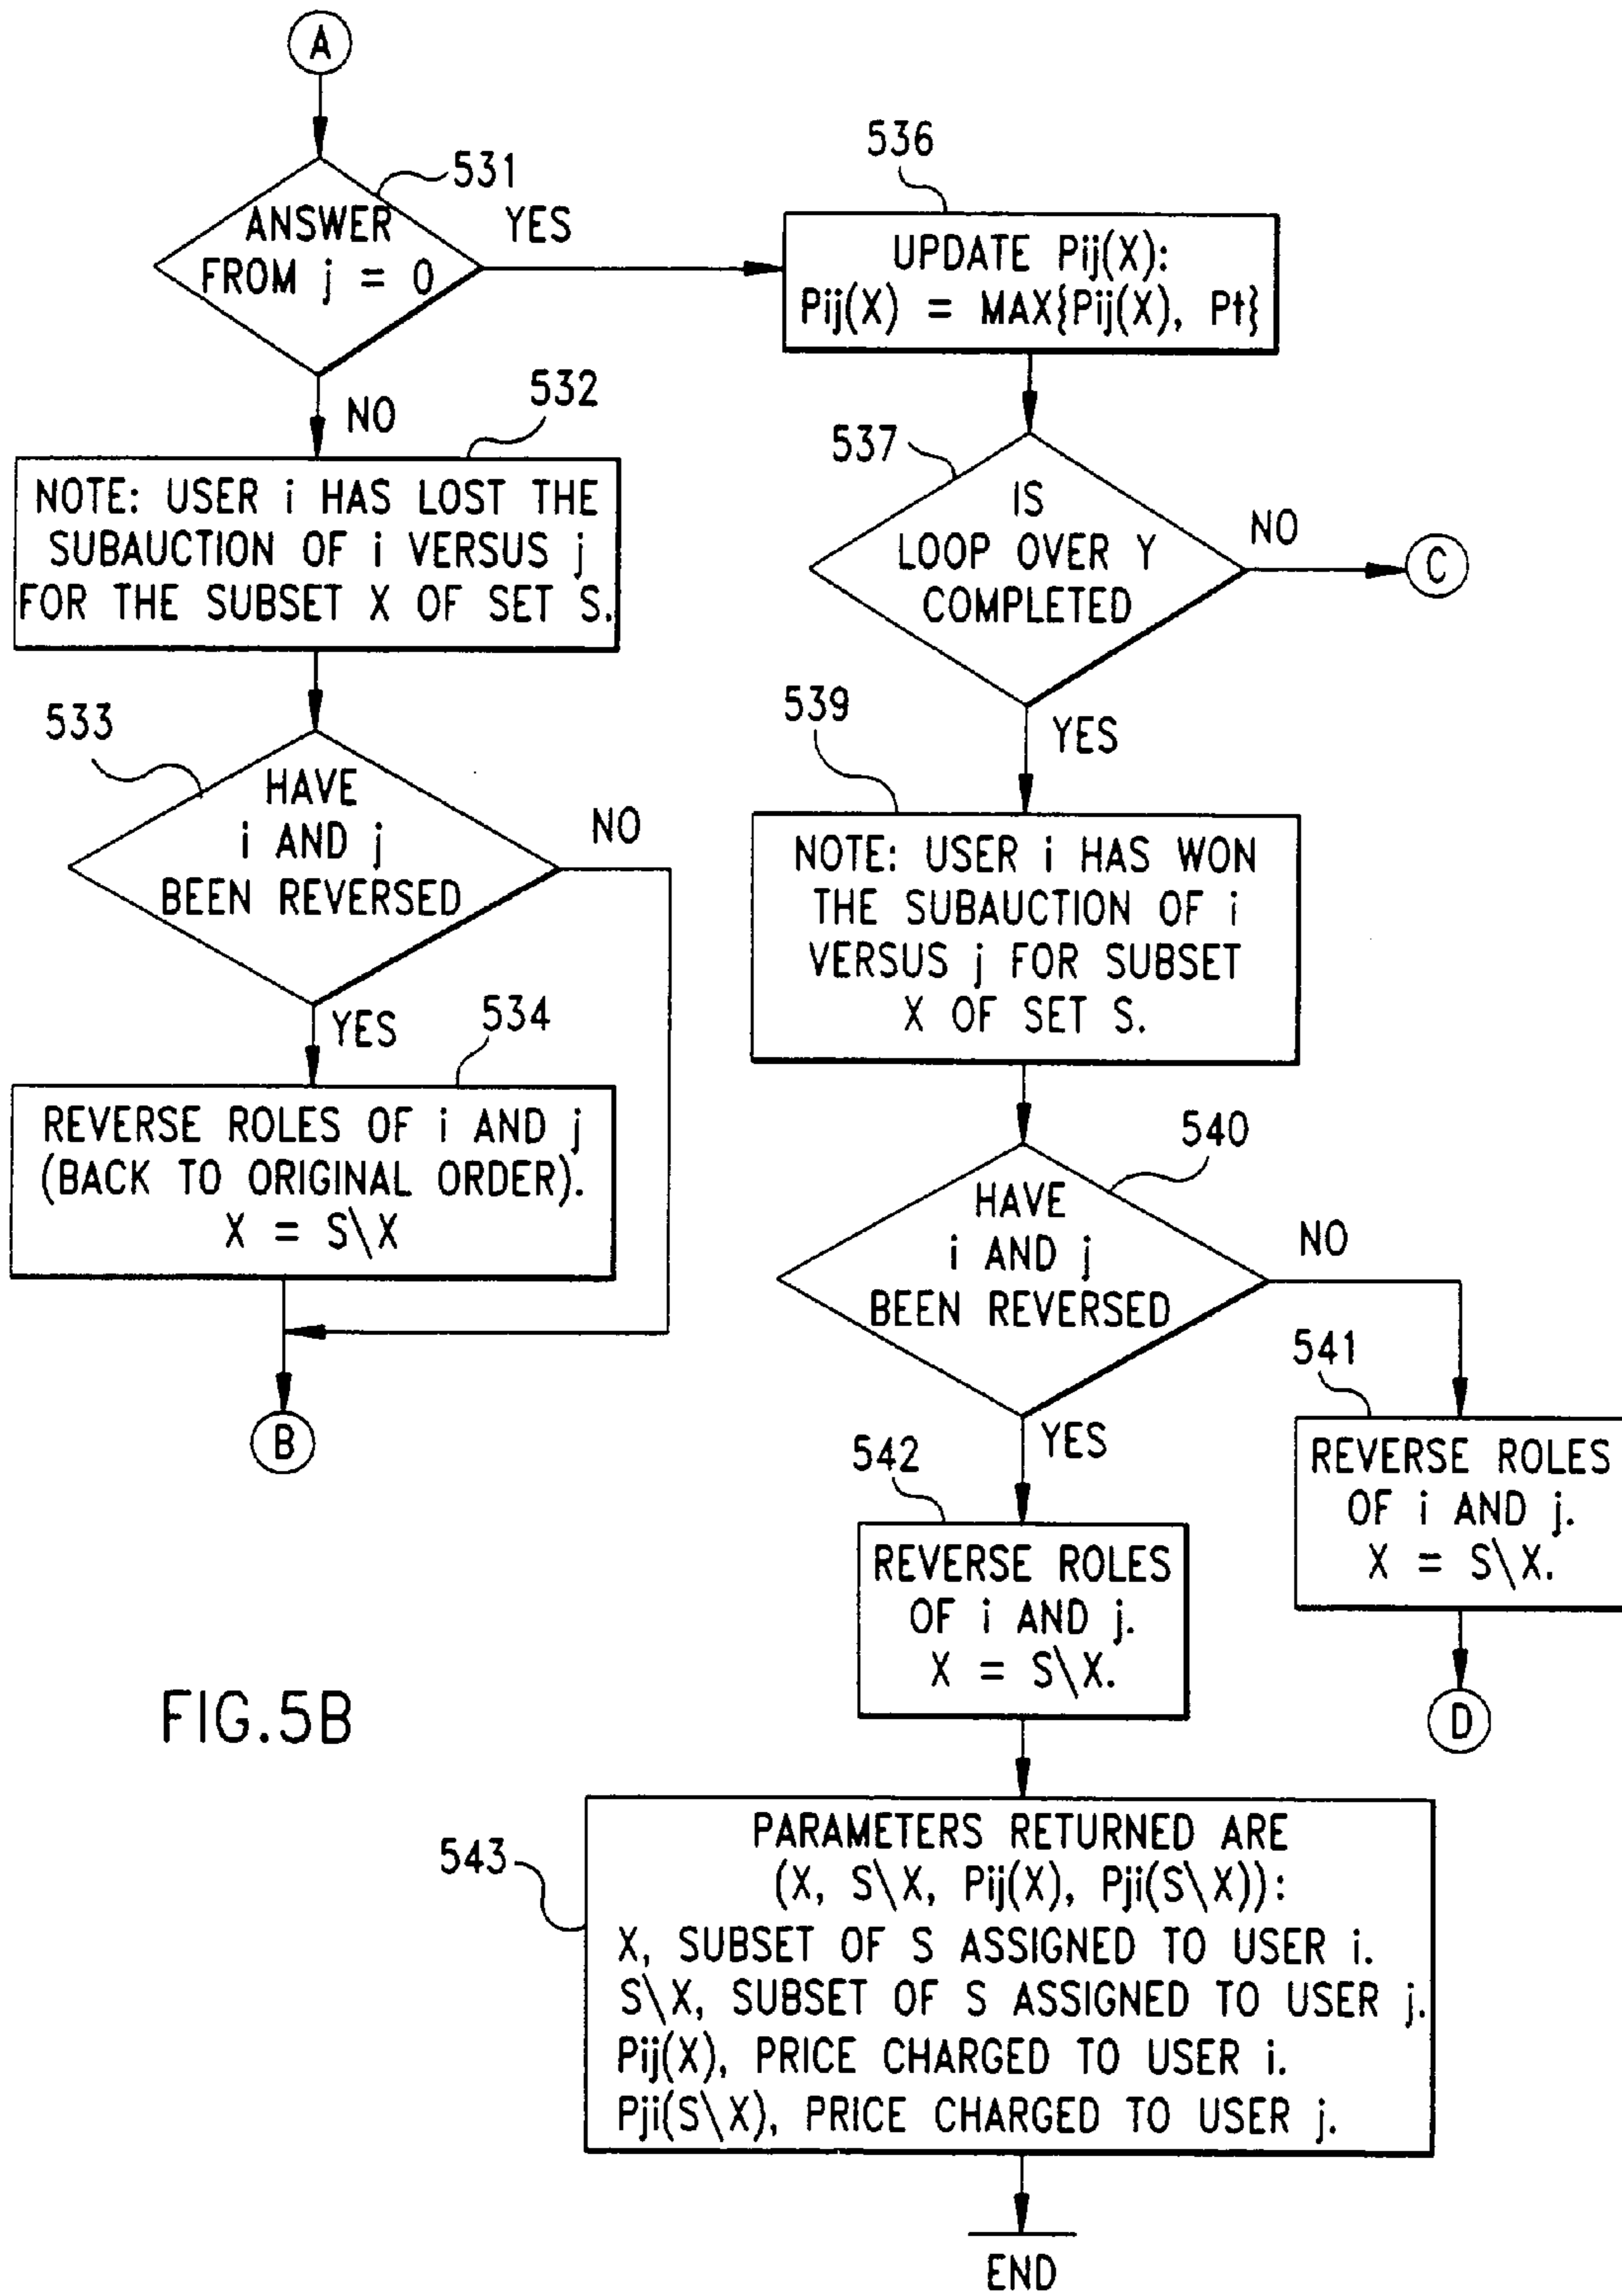 A
531
ANSWER
FROM j = 0
YES
NO
536
UPDATE Pij(X):
Pij(X) = MAX{Pij(X), Pt}
532
NOTE: USER i HAS LOST THE
SUBAUCTION OF i VERSUS j
FOR THE SUBSET X OF SET S.
537
IS
LOOP OVER Y
COMPLETED
NO
C
YES
533
HAVE
i AND j
BEEN REVERSED
NO
YES
539
NOTE: USER i HAS WON
THE SUBAUCTION OF i
VERSUS j FOR SUBSET
X OF SET S.
534
REVERSE ROLES OF i AND j
(BACK TO ORIGINAL ORDER).
X = S\X
B
540
HAVE
i AND j
BEEN REVERSED
NO
YES
541
REVERSE ROLES
OF i AND j.
X = S\X.
D
542
REVERSE ROLES
OF i AND j.
X = S\X.
FIG.5B
543
PARAMETERS RETURNED ARE
(X, S\X, Pij(X), Pji(S\X)):
X, SUBSET OF S ASSIGNED TO USER i.
S\X, SUBSET OF S ASSIGNED TO USER j.
Pij(X), PRICE CHARGED TO USER i.
Pji(S\X), PRICE CHARGED TO USER j.
END